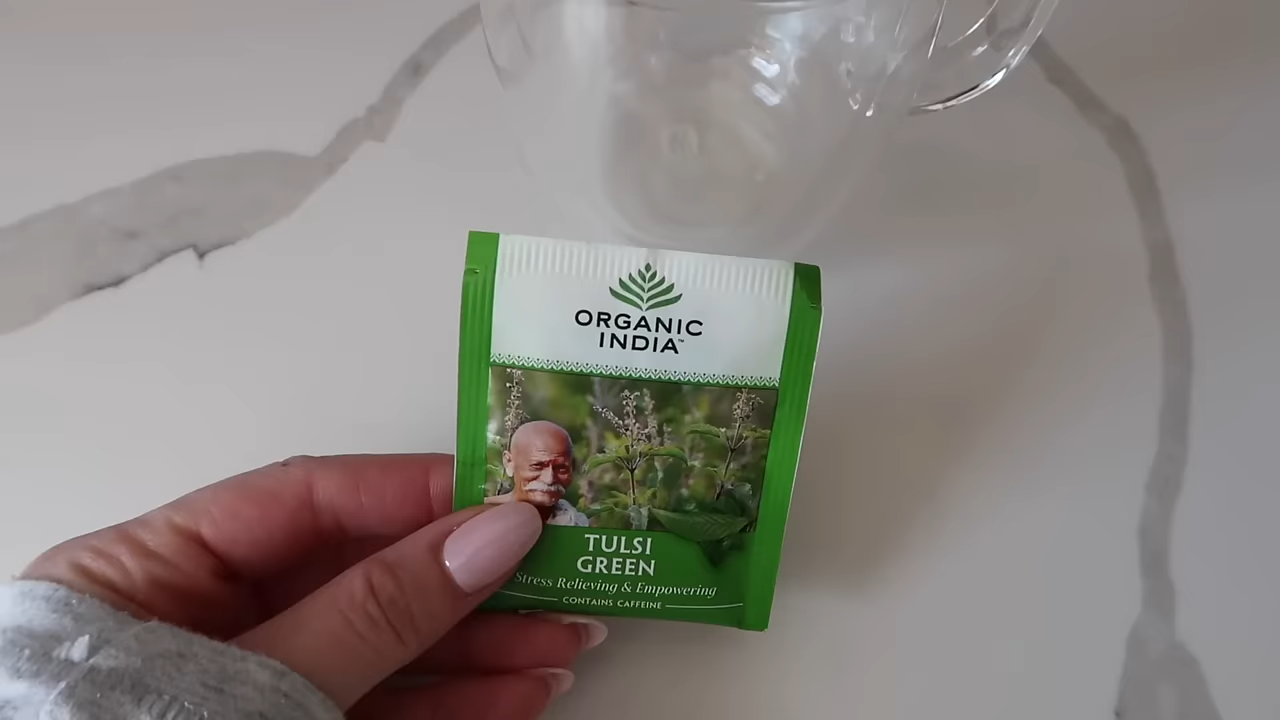 ORGANIC
INDIA™
TULSI
GREEN
Stress Relieving & Empowering
CONTAINS CAFFEINE